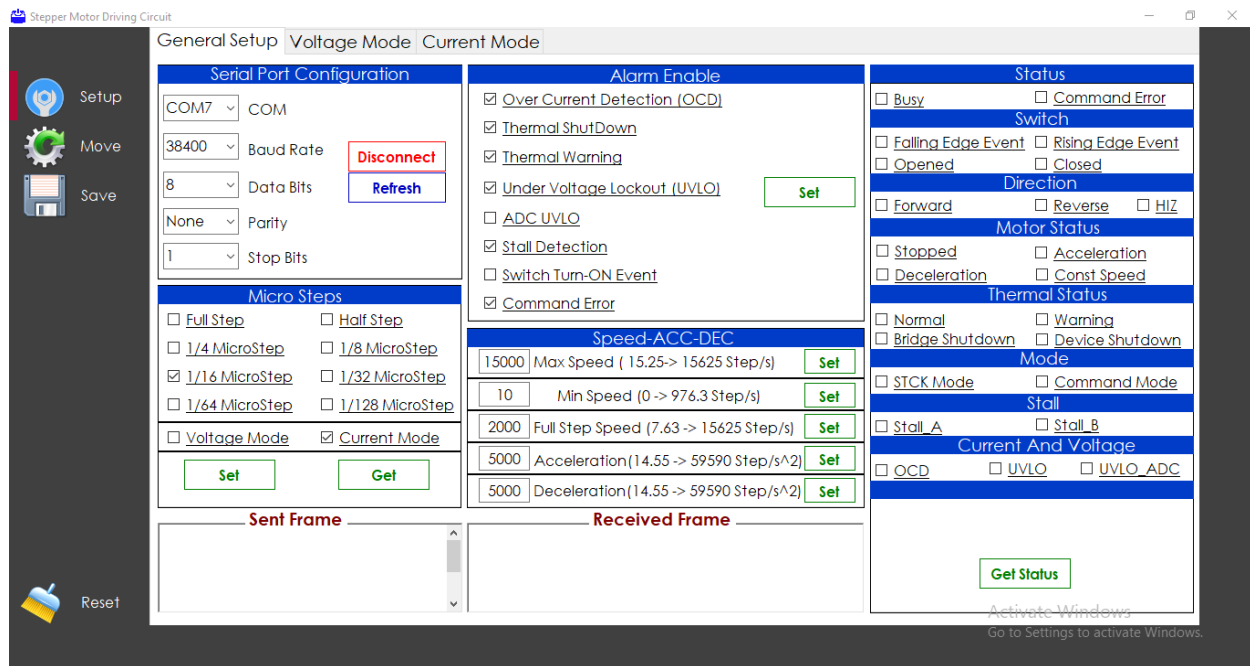 Stepper Motor Driving Circuit
General Setup Voltage Mode Current Mode
Setup
Move
Save
Reset
Serial Port Configuration
COM7 COM
38400 Baud Rate
Disconnect
8 Data Bits
Refresh
None Parity
1 Stop Bits
Micro Steps
Full Step Half Step
1/4 MicroStep 1/8 MicroStep
1/16 MicroStep 1/32 MicroStep
1/64 MicroStep 1/128 MicroStep
Voltage Mode Current Mode
Set Get
Alarm Enable
Over Current Detection (OCD)
Thermal ShutDown
Thermal Warning
Under Voltage Lockout (UVLO)
Set
ADC UVLO
Stall Detection
Switch Turn-ON Event
Command Error
Speed-ACC-DEC
15000 Max Speed ( 15.25-> 15625 Step/s) Set
10 Min Speed (0 -> 976.3 Step/s) Set
2000 Full Step Speed (7.63 -> 15625 Step/s) Set
5000 Acceleration(14.55 -> 59590 Step/s^2) Set
5000 Deceleration(14.55 -> 59590 Step/s^2) Set
Status
Busy Command Error
Switch
Falling Edge Event Rising Edge Event
Opened Closed
Direction
Forward Reverse HIZ
Motor Status
Stopped Acceleration
Deceleration Const Speed
Thermal Status
Normal Warning
Bridge Shutdown Device Shutdown
Mode
STCK Mode Command Mode
Stall
Stall_A Stall_B
Current And Voltage
OCD UVLO UVLO_ADC
Get Status
Sent Frame
Received Frame
Activate Windows
Go to Settings to activate Windows.